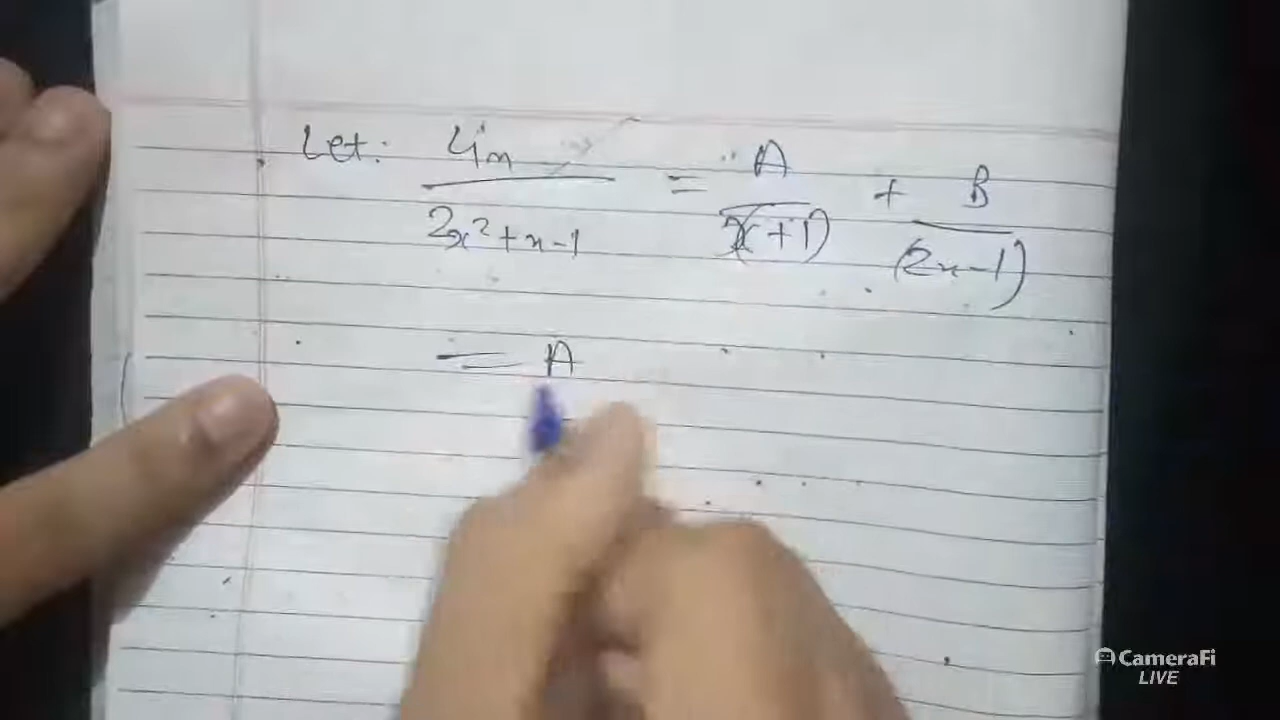 Let: 4x / 2x²+x-1 = A / (x+1) + B / (2x-1)
= A
CameraFi
LIVE